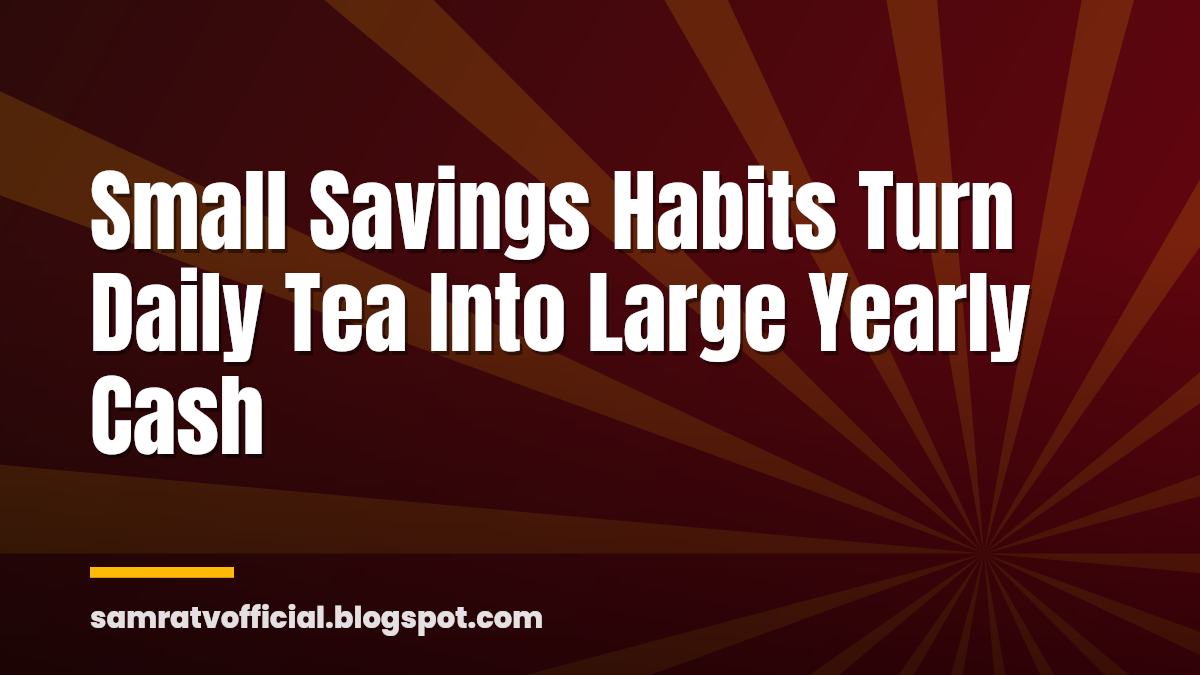 Small Savings Habits Turn
Daily Tea Into Large Yearly
Cash
samratvofficial.blogspot.com